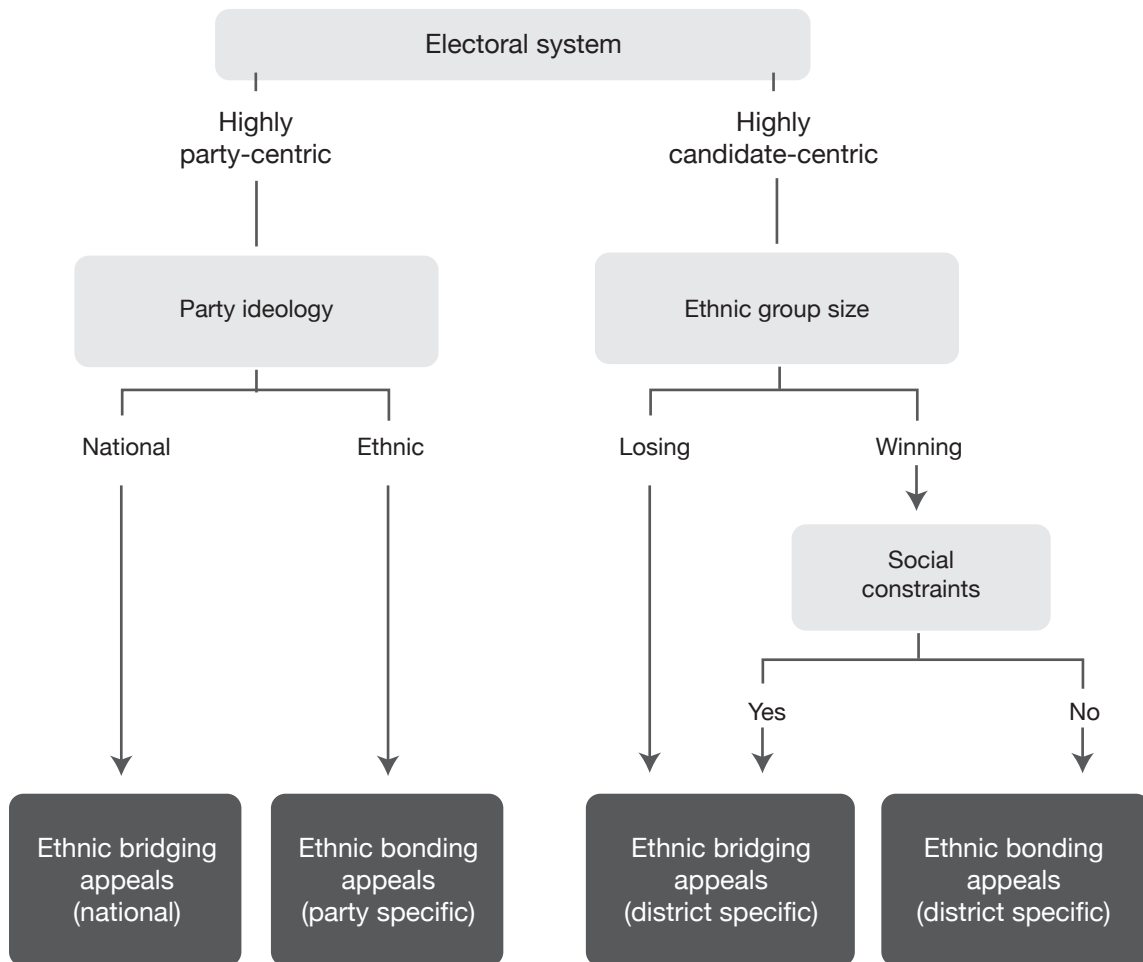 Electoral system
Highly
party-centric
Highly
candidate-centric
Party ideology
Ethnic group size
National
Ethnic
Losing
Winning
Social
constraints
Yes
No
Ethnic bridging
appeals
(national)
Ethnic bonding
appeals
(party specific)
Ethnic bridging
appeals
(district specific)
Ethnic bonding
appeals
(district specific)